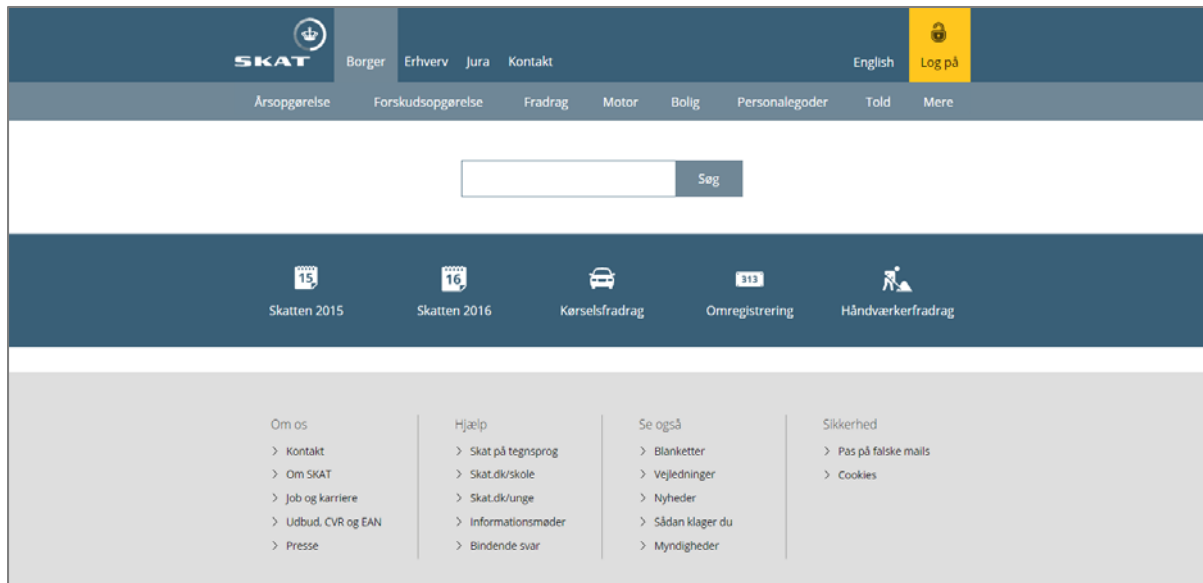 SKAT
Borger Erhverv Jura Kontakt English Log på
Årsopgørelse Forskudsopgørelse Fradrag Motor Bolig Personalegoder Told Mere
Søg
15 16 313
Skatten 2015 Skatten 2016 Kørselsfradrag Omregistrering Håndværkerfradrag
Om os
> Kontakt
> Om SKAT
> Job og karriere
> Udbud, CVR og EAN
> Presse
Hjælp
> Skat på tegnsprog
> Skat.dk/skole
> Skat.dk/unge
> Informationsmøder
> Bindende svar
Se også
> Blanketter
> Vejledninger
> Nyheder
> Sådan klager du
> Myndigheder
Sikkerhed
> Pas på falske mails
> Cookies